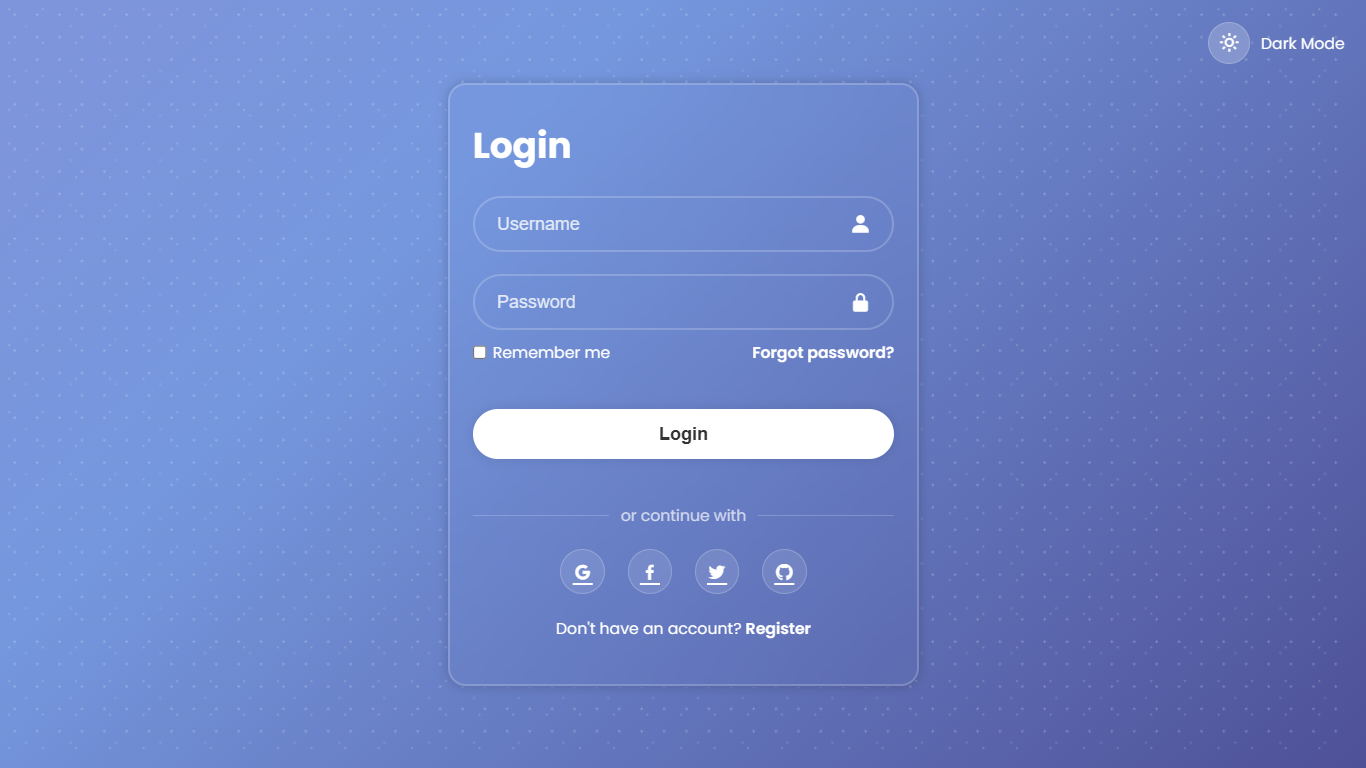 Dark Mode
Login
Username
Password
Remember me Forgot password?
Login
or continue with
Don't have an account? Register